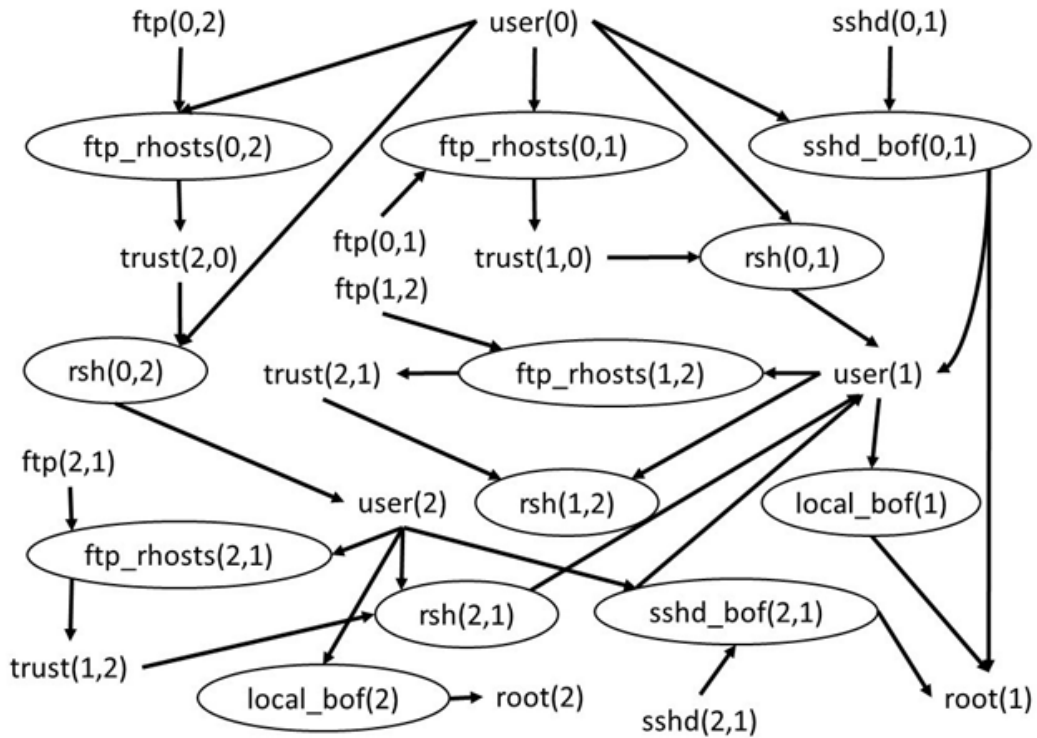 ftp(0,2)
user(0)
sshd(0,1)
ftp_rhosts(0,2)
ftp_rhosts(0,1)
sshd_bof(0,1)
ftp(0,1)
trust(2,0)
trust(1,0)
rsh(0,1)
ftp(1,2)
rsh(0,2)
trust(2,1)
ftp_rhosts(1,2)
user(1)
ftp(2,1)
user(2)
rsh(1,2)
local_bof(1)
ftp_rhosts(2,1)
rsh(2,1)
sshd_bof(2,1)
trust(1,2)
local_bof(2)
root(2)
sshd(2,1)
root(1)